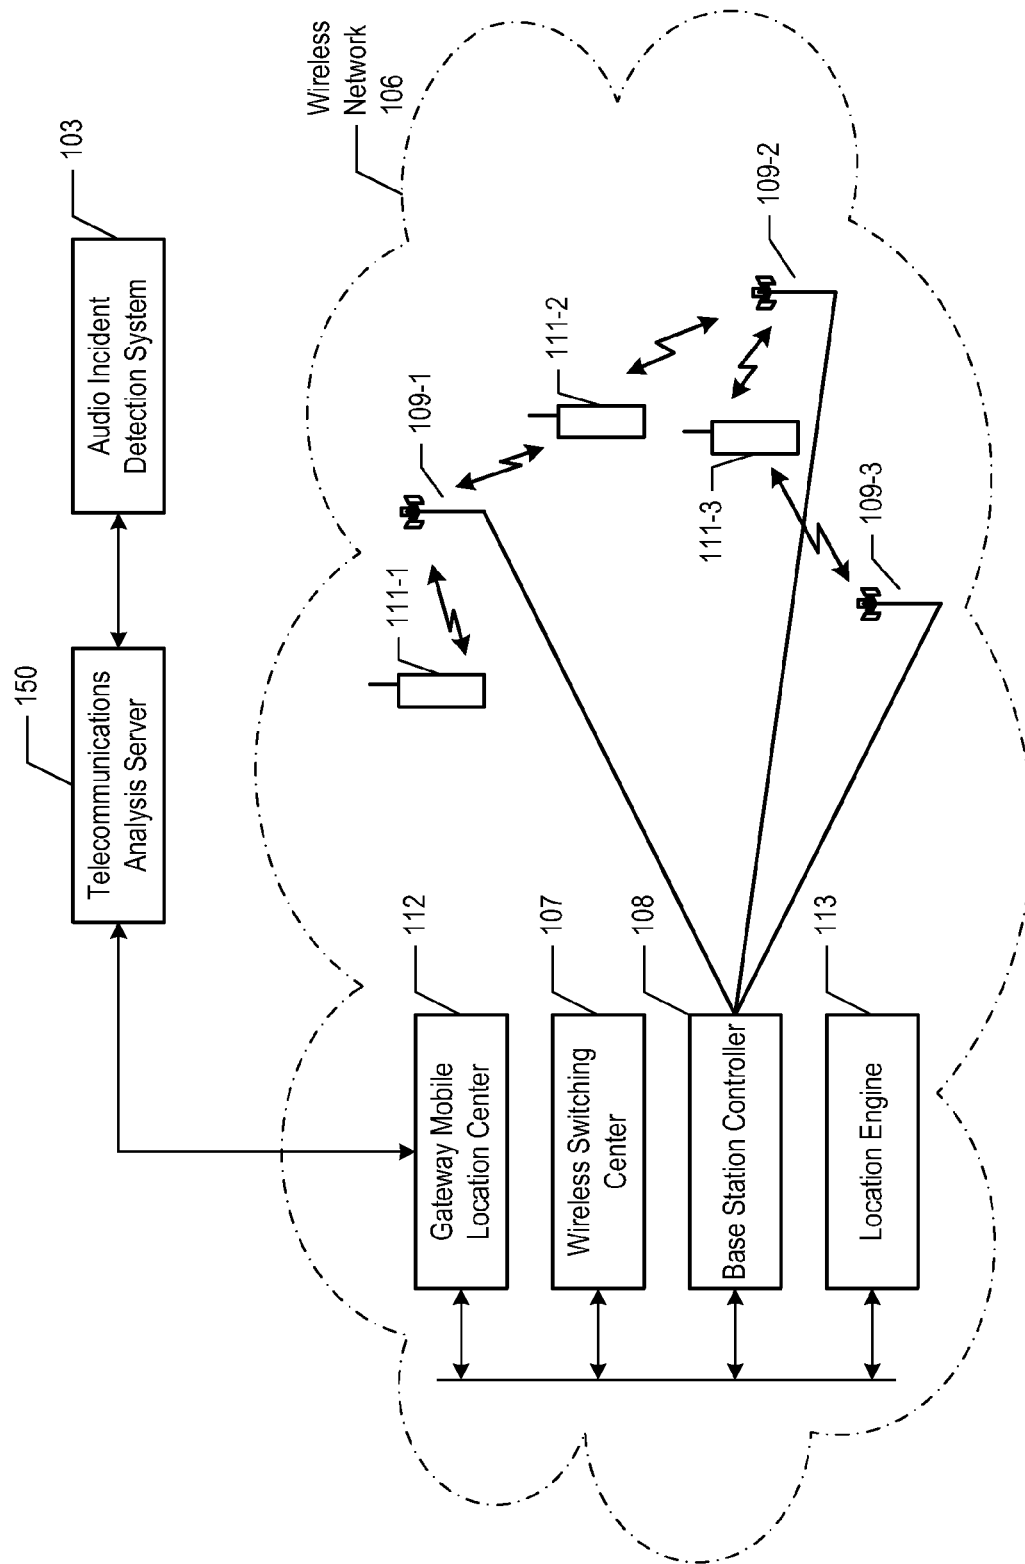 150
Telecommunications
Analysis Server
103
Audio Incident
Detection System
Wireless
Network
106
112
Gateway Mobile
Location Center
107
Wireless Switching
Center
108
Base Station Controller
113
Location Engine
111-1
109-1
111-2
111-3
109-2
109-3